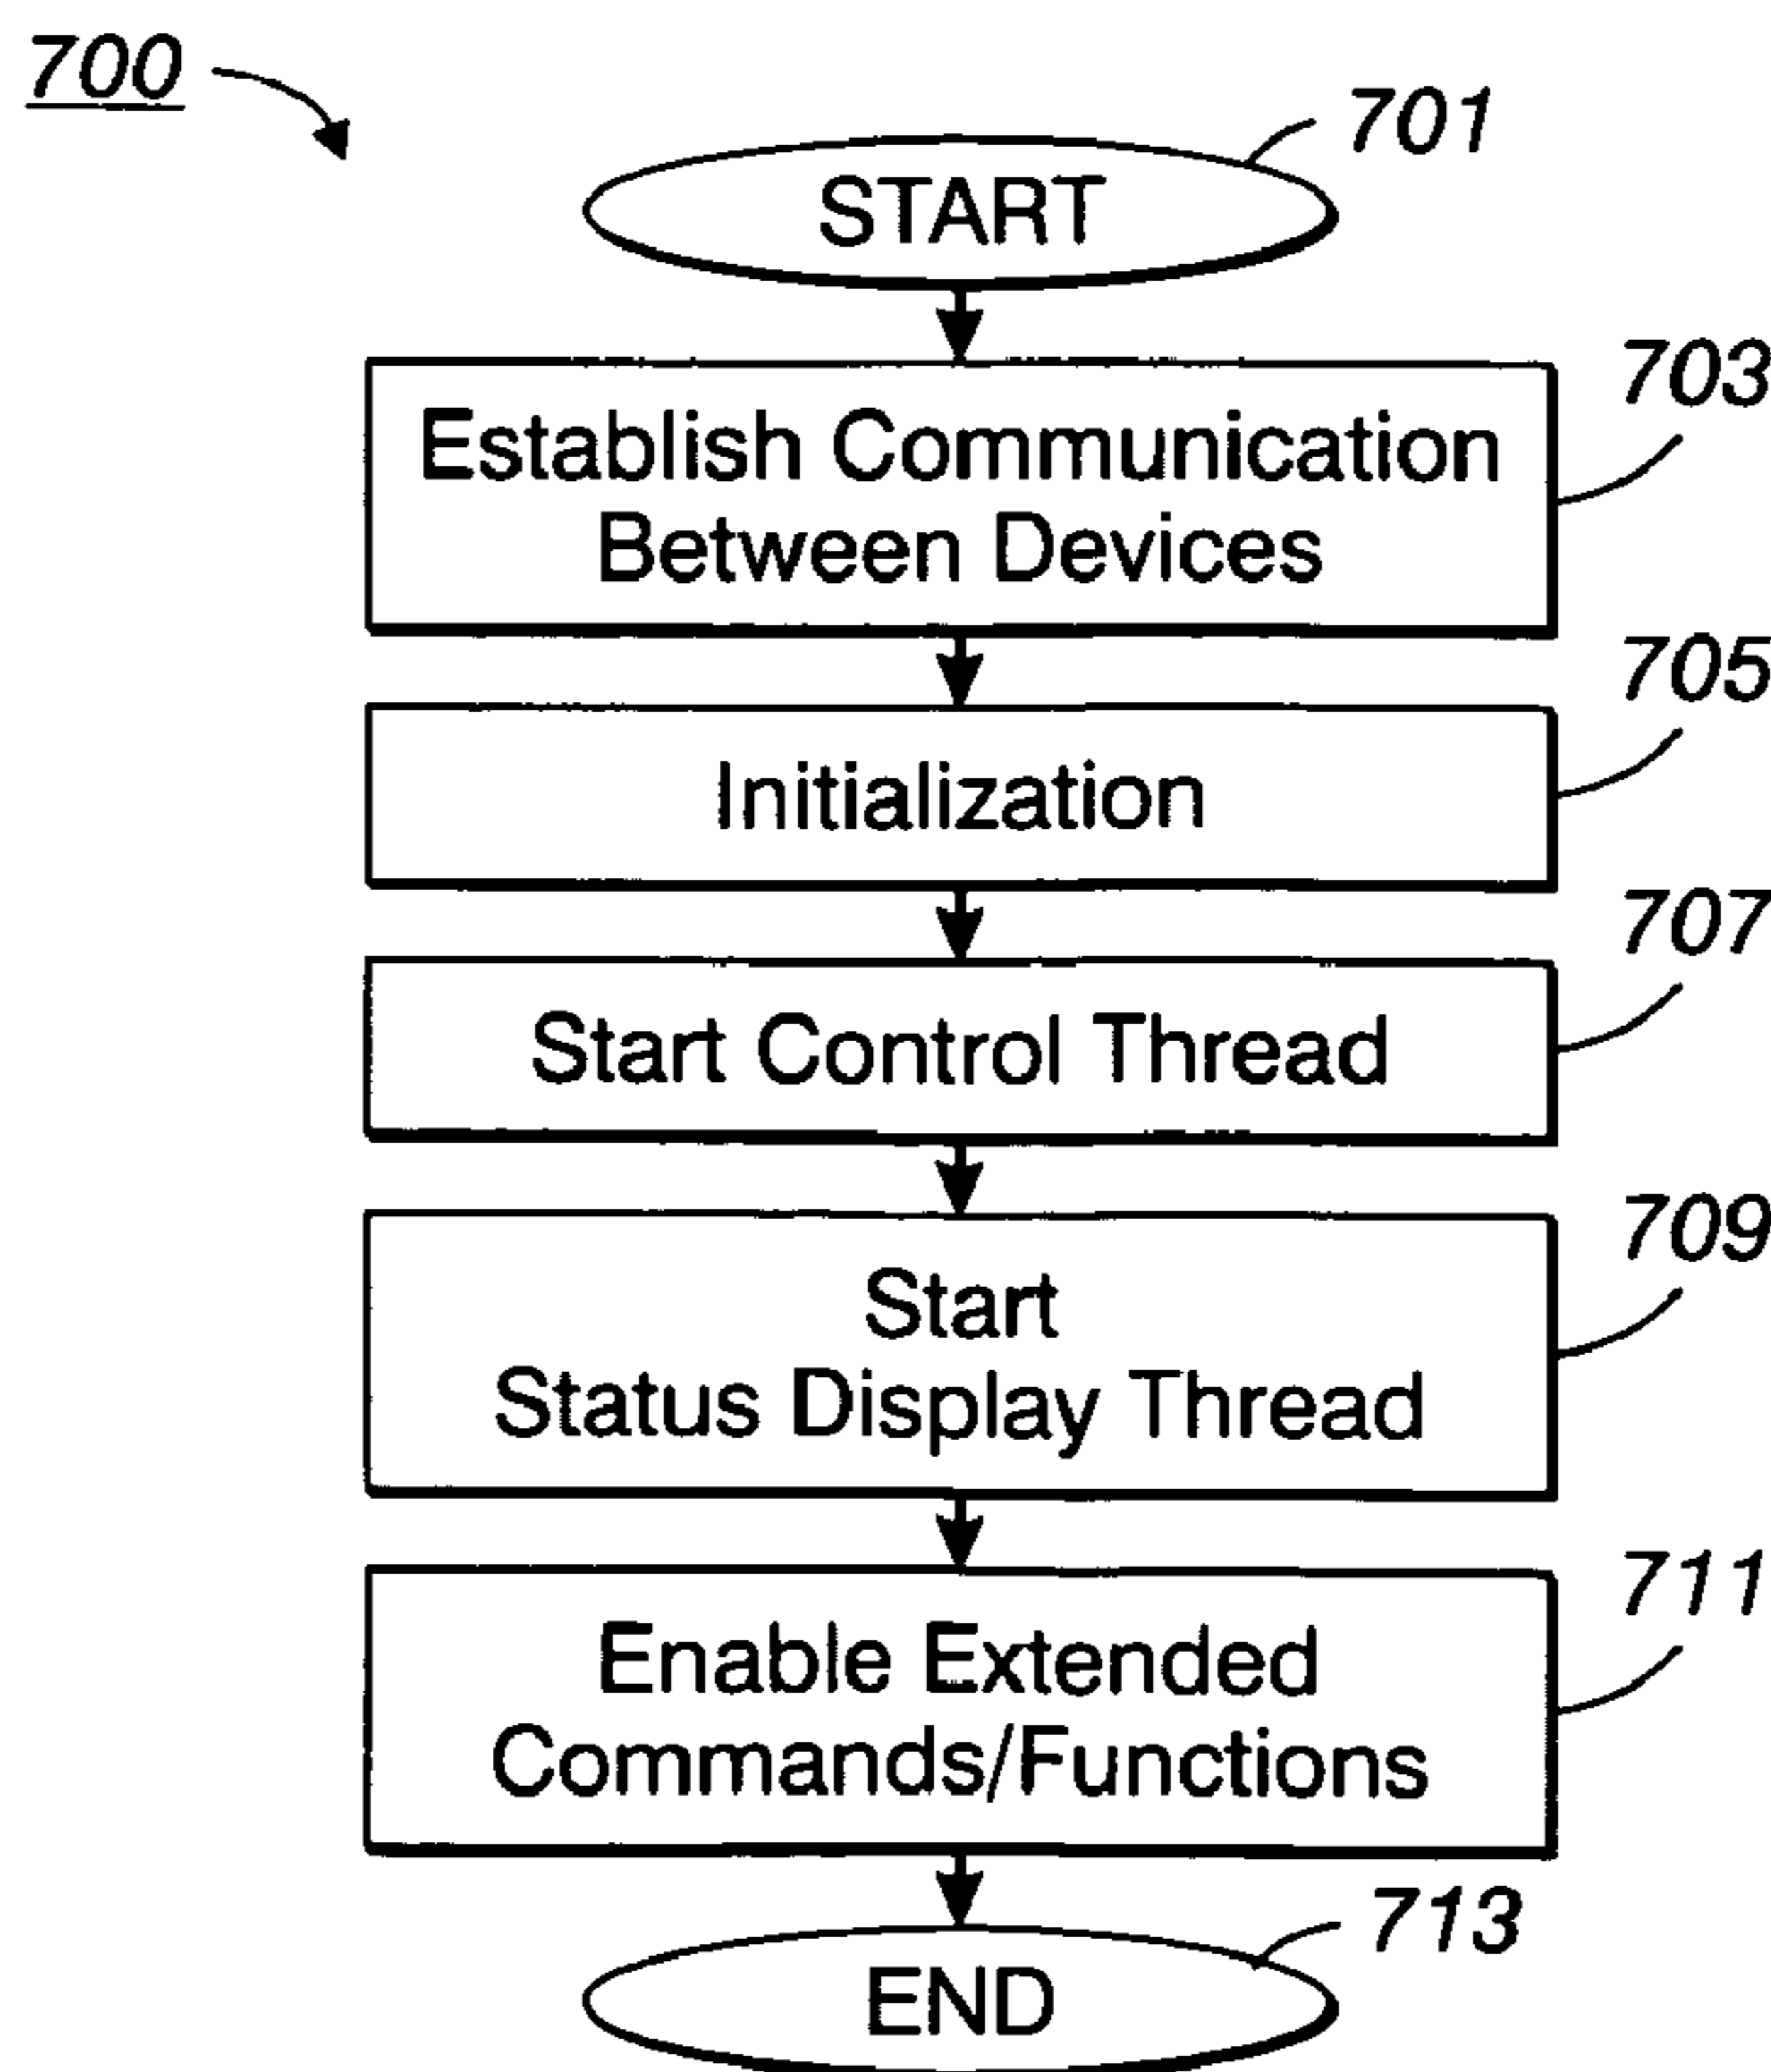 700
701
START
703
Establish Communication
Between Devices
705
Initialization
707
Start Control Thread
709
Start
Status Display Thread
711
Enable Extended
Commands/Functions
713
END